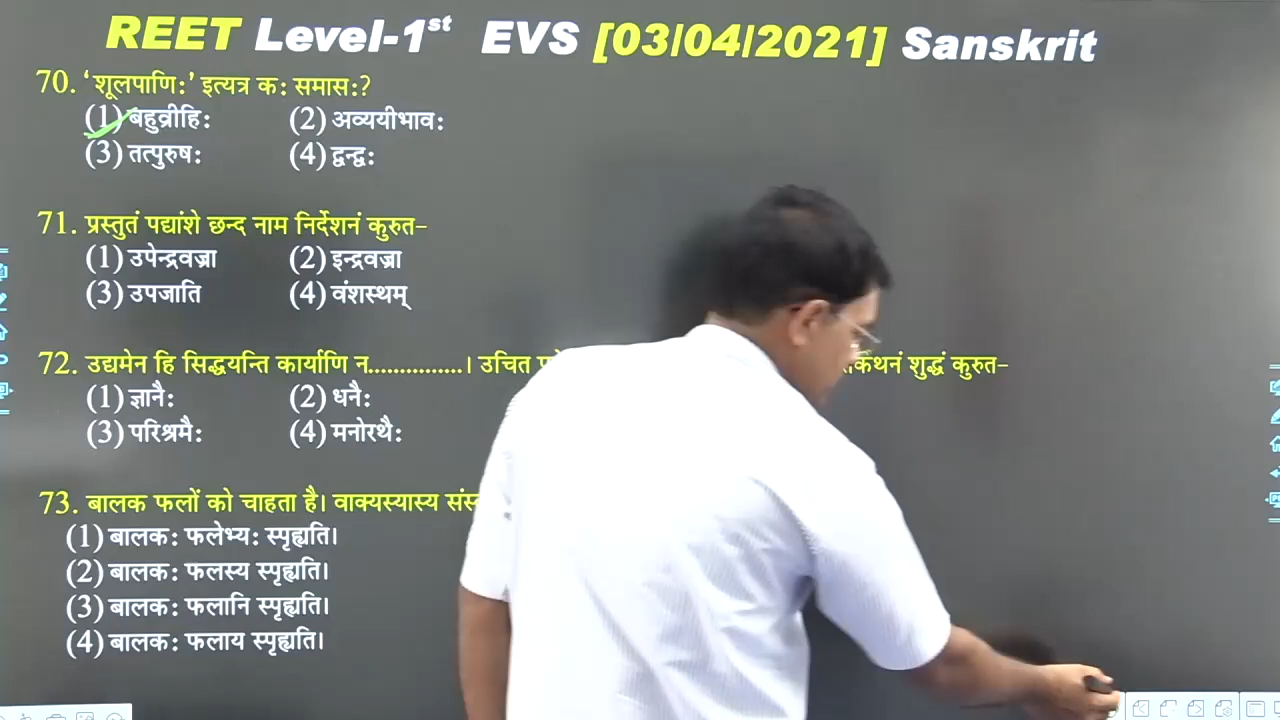 REET Level-1st EVS [03/04/2021] Sanskrit
70. 'शूलपाणिः' इत्यत्र कः समासः?
(1) बहुव्रीहिः (2) अव्ययीभावः
(3) तत्पुरुषः (4) द्वन्द्वः
71. प्रस्तुतं पद्यांशे छन्द नाम निर्देशनं कुरुत-
(1) उपेन्द्रवज्रा (2) इन्द्रवज्रा
(3) उपजाति (4) वंशस्थम्
72. उद्यमेन हि सिद्धयन्ति कार्याणि न...............। उचित शुद्धं कुरुत-
(1) ज्ञानैः (2) धनैः
(3) परिश्रमैः (4) मनोरथैः
73. बालक फलों को चाहता है। वाक्यस्यास्य
(1) बालकः फलेभ्यः स्पृह्यति।
(2) बालकः फलस्य स्पृह्यति।
(3) बालकः फलानि स्पृह्यति।
(4) बालकः फलाय स्पृह्यति।